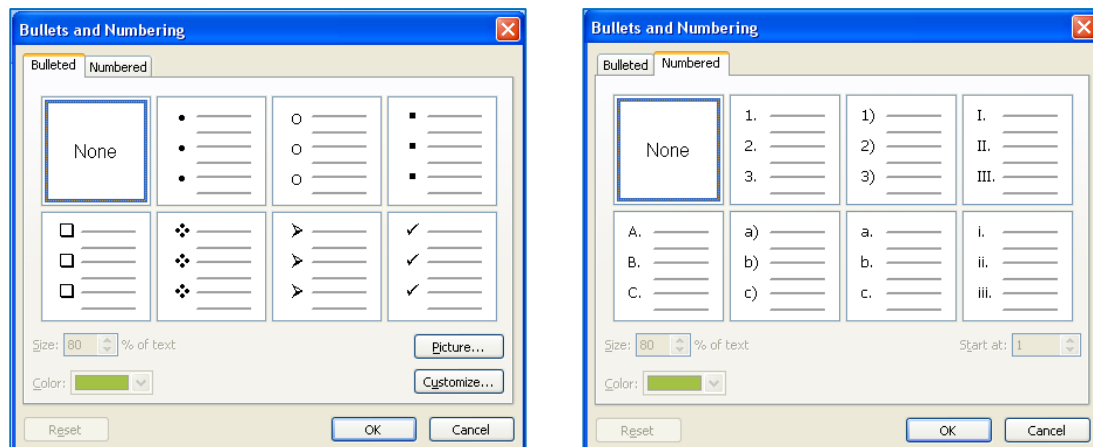 Bullets and Numbering
Bulleted Numbered
None
Size: 80 % of text
Picture...
Color:
Customize...
Reset OK Cancel
Bullets and Numbering
Bulleted Numbered
None
1.
2.
3.
1)
2)
3)
I.
II.
III.
A.
B.
C.
a)
b)
c)
a.
b.
c.
i.
ii.
iii.
Size: 80 % of text Start at: 1
Color:
Reset OK Cancel